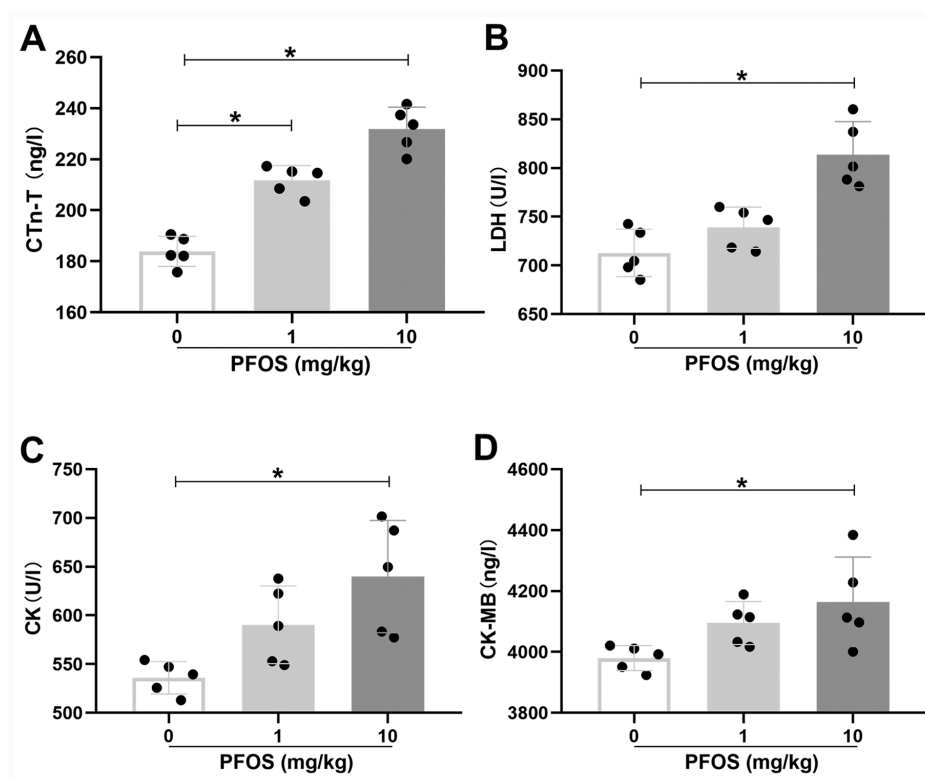 A
CTn-T (ng/l)
260
240
220
200
180
160
*
*
0 1 10
PFOS (mg/kg)
B
LDH (U/l)
900
850
800
750
700
650
*
0 1 10
PFOS (mg/kg)
C
CK (U/l)
750
700
650
600
550
500
*
0 1 10
PFOS (mg/kg)
D
CK-MB (ng/l)
4600
4400
4200
4000
3800
*
0 1 10
PFOS (mg/kg)